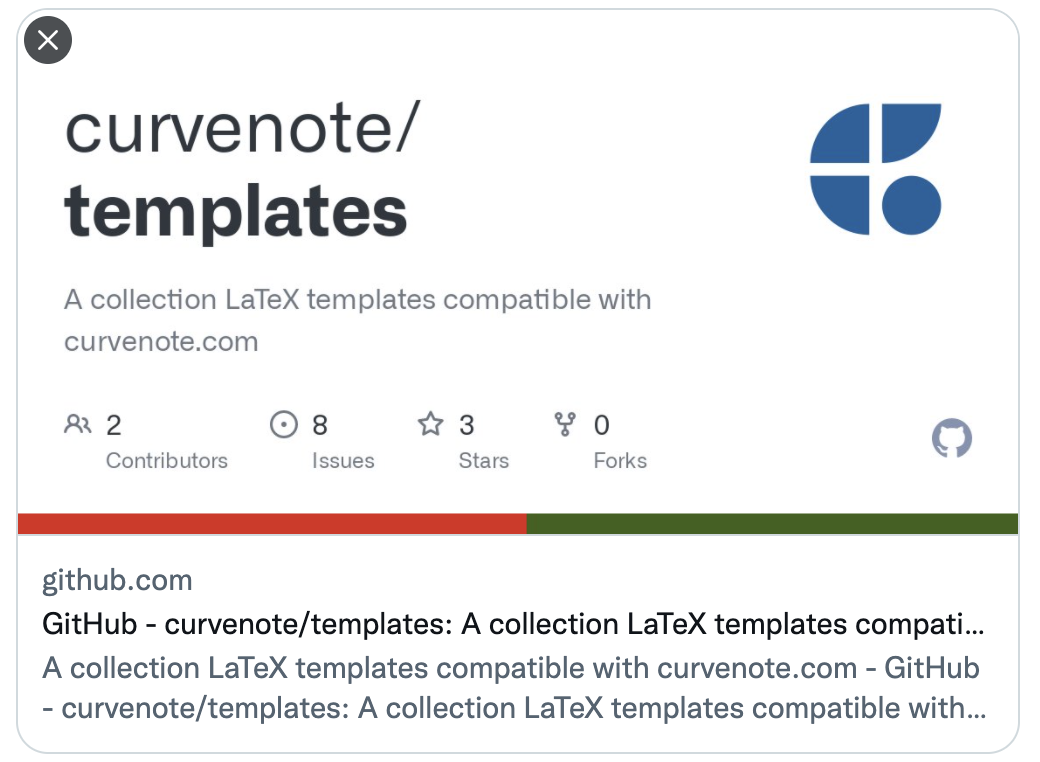 curvenote/
templates
A collection LaTeX templates compatible with
curvenote.com
2 8 3 0
Contributors Issues Stars Forks
github.com
GitHub - curvenote/templates: A collection LaTeX templates compati...
A collection LaTeX templates compatible with curvenote.com - GitHub
- curvenote/templates: A collection LaTeX templates compatible with...